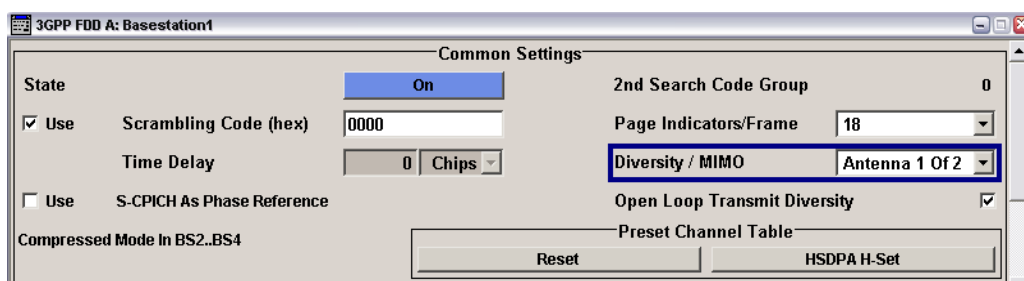 3GPP FDD A: Basestation1
Common Settings
State On 2nd Search Code Group 0
Use Scrambling Code (hex) 0000 Page Indicators/Frame 18
Time Delay 0 Chips Diversity / MIMO Antenna 1 Of 2
Use S-CPICH As Phase Reference Open Loop Transmit Diversity
Compressed Mode In BS2..BS4 Preset Channel Table
Reset HSDPA H-Set